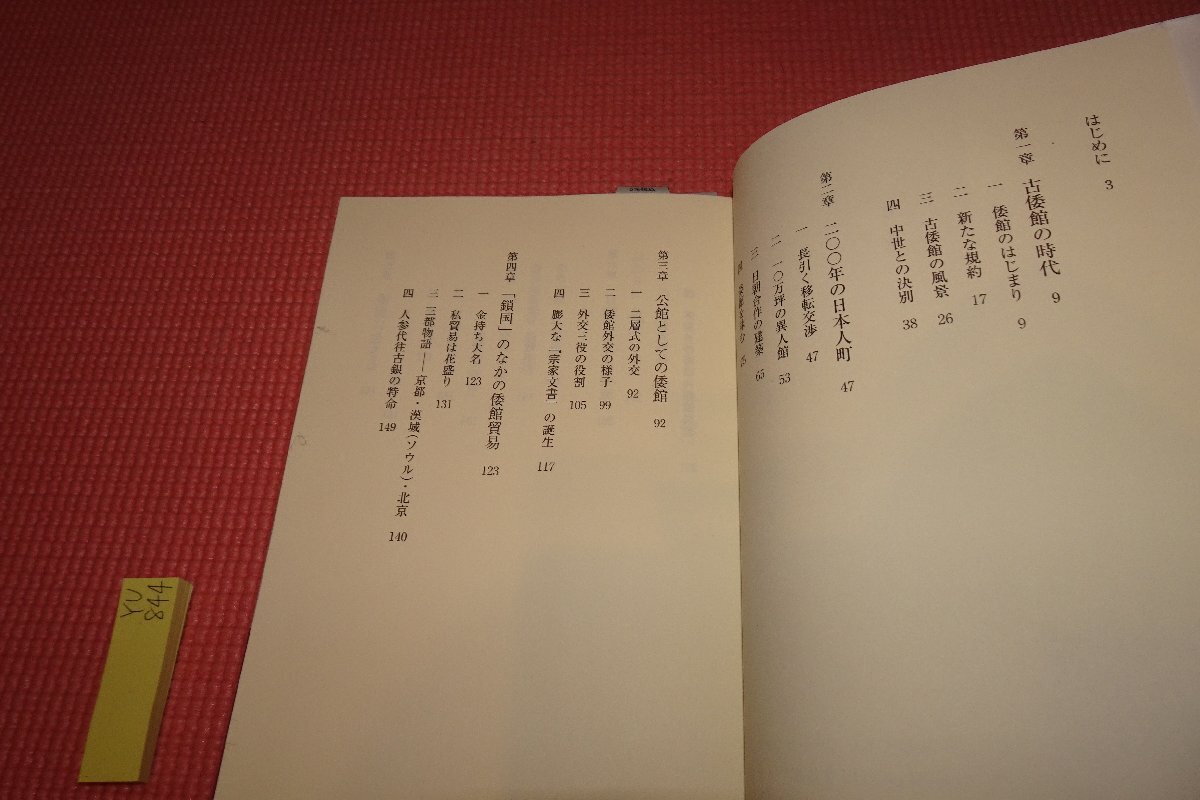 はじめに 3
第一章 古倭館の時代 9
一 倭館のはじまり 9
二 新たな規約 17
三 古倭館の風景 26
四 中世との決別 38
第二章 二〇〇年の日本人町 47
一 長引く移転交渉 47
二 一〇万坪の異人館 53
三 日朝合作の建築 65
第三章 公館としての倭館 92
一 二層式の外交 92
二 倭館外交の様子 99
三 外交三役の役割 105
四 膨大な「宗家文書」の誕生 117
第四章 「鎖国」のなかの倭館貿易 123
一 金持ち大名 123
二 私貿易は花盛り 131
三 三都物語――京都・漢城(ソウル)・北京 140
四 人参代往古銀の特命 149
YU
844